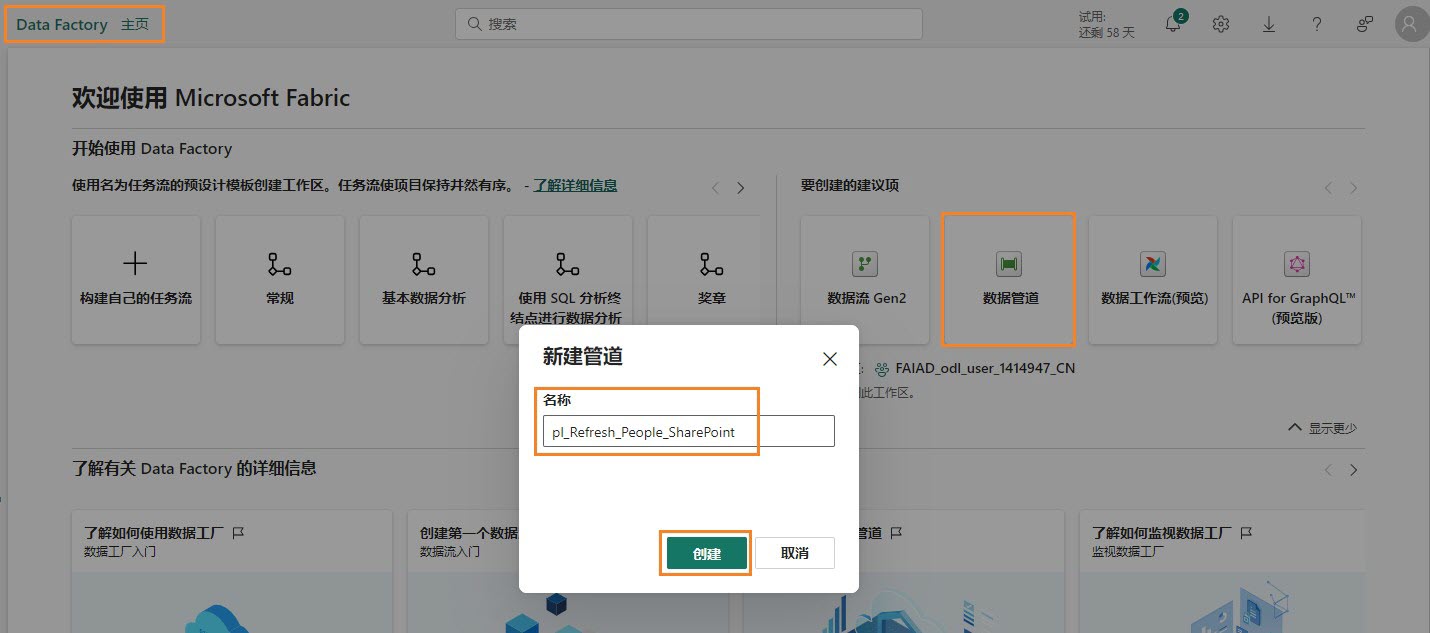 Data Factory 主页
搜索
试用:
还剩 58 天
2
欢迎使用 Microsoft Fabric
开始使用 Data Factory
使用名为任务流的预设计模板创建工作区。任务流使项目保持井然有序。 - 了解详细信息
要创建的建议项
构建自己的任务流
常规
基本数据分析
使用 SQL 分析终
结点进行数据分析
奖章
数据流 Gen2
数据管道
数据工作流(预览)
API for GraphQL™
(预览版)
FAIAD_odl_user_1414947_CN
此工作区。
显示更少
新建管道
名称
pl_Refresh_People_SharePoint
创建
取消
了解有关 Data Factory 的详细信息
了解如何使用数据工厂
数据工厂入门
创建第一个数据
数据流入门
管道
了解如何监视数据工厂
监视数据工厂